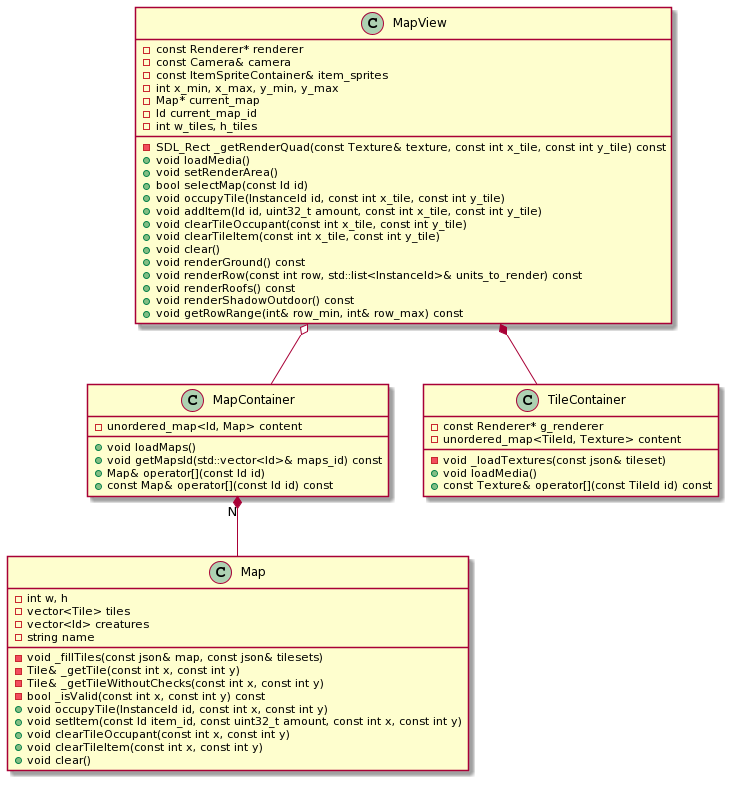 C MapView
const Renderer* renderer
const Camera& camera
const ItemSpriteContainer& item_sprites
int x_min, x_max, y_min, y_max
Map* current_map
Id current_map_id
int w_tiles, h_tiles
SDL_Rect _getRenderQuad(const Texture& texture, const int x_tile, const int y_tile) const
void loadMedia()
void setRenderArea()
bool selectMap(const Id id)
void occupyTile(InstanceId id, const int x_tile, const int y_tile)
void addItem(Id id, uint32_t amount, const int x_tile, const int y_tile)
void clearTileOccupant(const int x_tile, const int y_tile)
void clearTileItem(const int x_tile, const int y_tile)
void clear()
void renderGround() const
void renderRow(const int row, std::list<InstanceId>& units_to_render) const
void renderRoofs() const
void renderShadowOutdoor() const
void getRowRange(int& row_min, int& row_max) const
C MapContainer
unordered_map<Id, Map> content
void loadMaps()
void getMapsId(std::vector<Id>& maps_id) const
Map& operator[](const Id id)
const Map& operator[](const Id id) const
C TileContainer
const Renderer* g_renderer
unordered_map<TileId, Texture> content
void _loadTextures(const json& tileset)
void loadMedia()
const Texture& operator[](const TileId id) const
N
C Map
int w, h
vector<Tile> tiles
vector<Id> creatures
string name
void _fillTiles(const json& map, const json& tilesets)
Tile& _getTile(const int x, const int y)
Tile& _getTileWithoutChecks(const int x, const int y)
bool _isValid(const int x, const int y) const
void occupyTile(InstanceId id, const int x, const int y)
void setItem(const Id item_id, const uint32_t amount, const int x, const int y)
void clearTileOccupant(const int x, const int y)
void clearTileItem(const int x, const int y)
void clear()